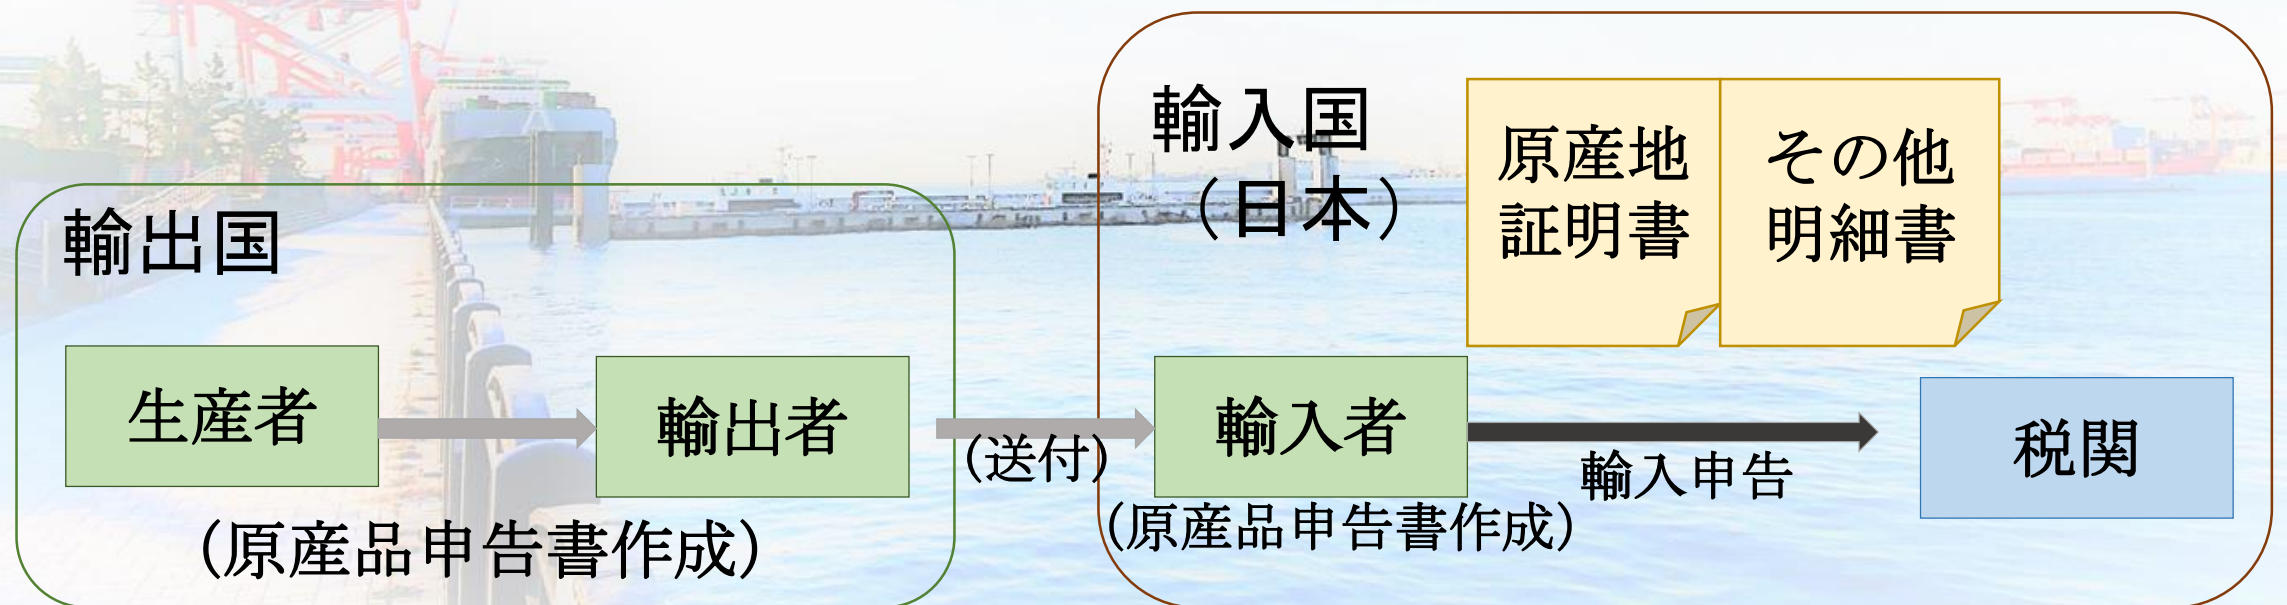 輸出国
生産者
輸出者
(原産品申告書作成)
(送付)
輸入国
(日本)
原産地
証明書
その他
明細書
輸入者
(原産品申告書作成)
輸入申告
税関